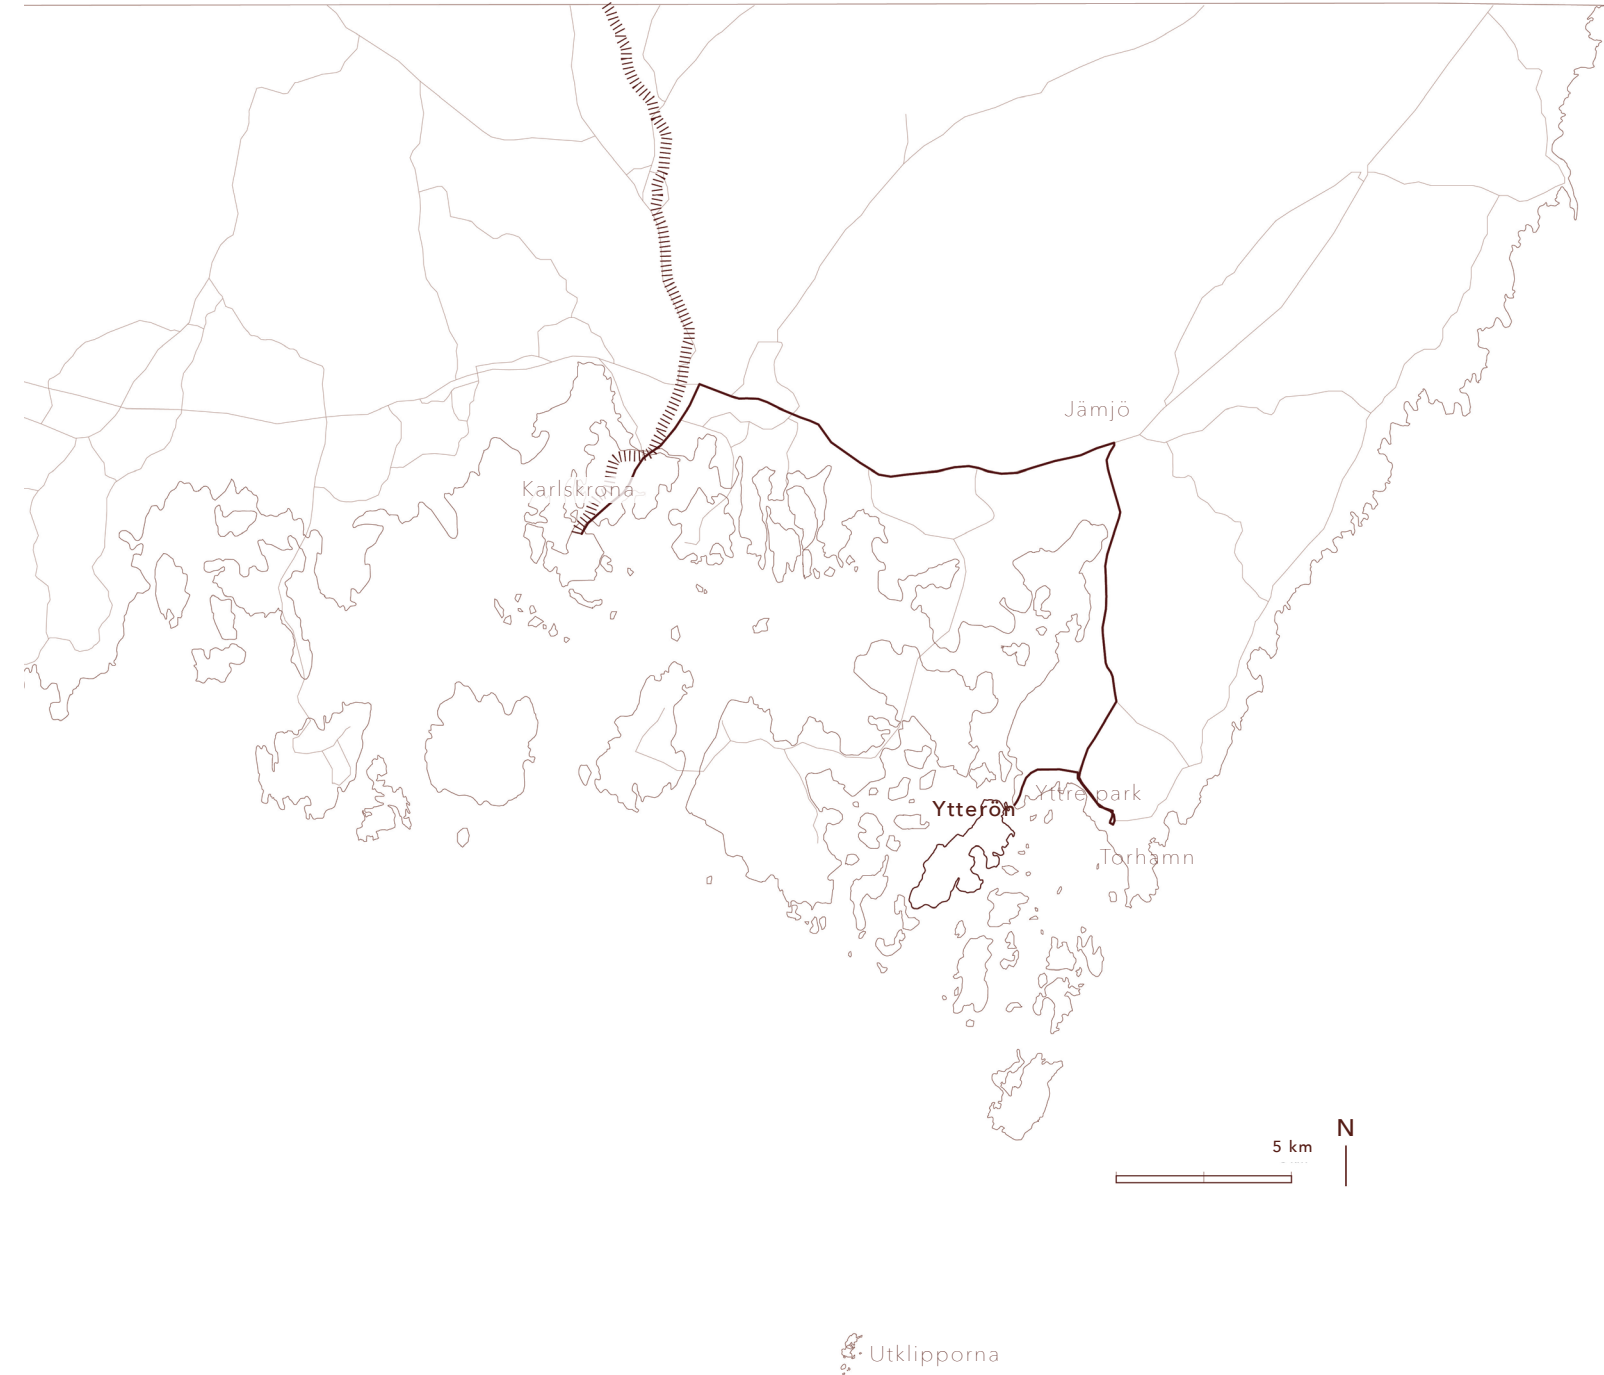 Jämjö
Karlskrona
Yttre park
Ytterön
Torhamn
N
5 km
Utklipporna